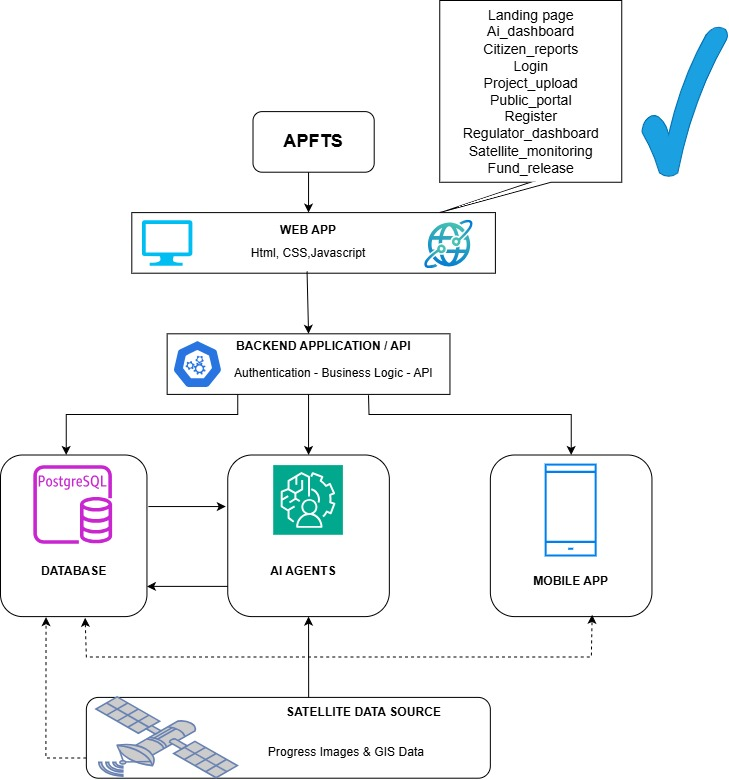 Landing page
Ai_dashboard
Citizen_reports
Login
Project_upload
Public_portal
Register
Regulator_dashboard
Satellite_monitoring
Fund_release
APFTS
WEB APP
Html, CSS,Javascript
BACKEND APPLICATION / API
Authentication - Business Logic - API
PostgreSQL
DATABASE
AI AGENTS
MOBILE APP
SATELLITE DATA SOURCE
Progress Images & GIS Data